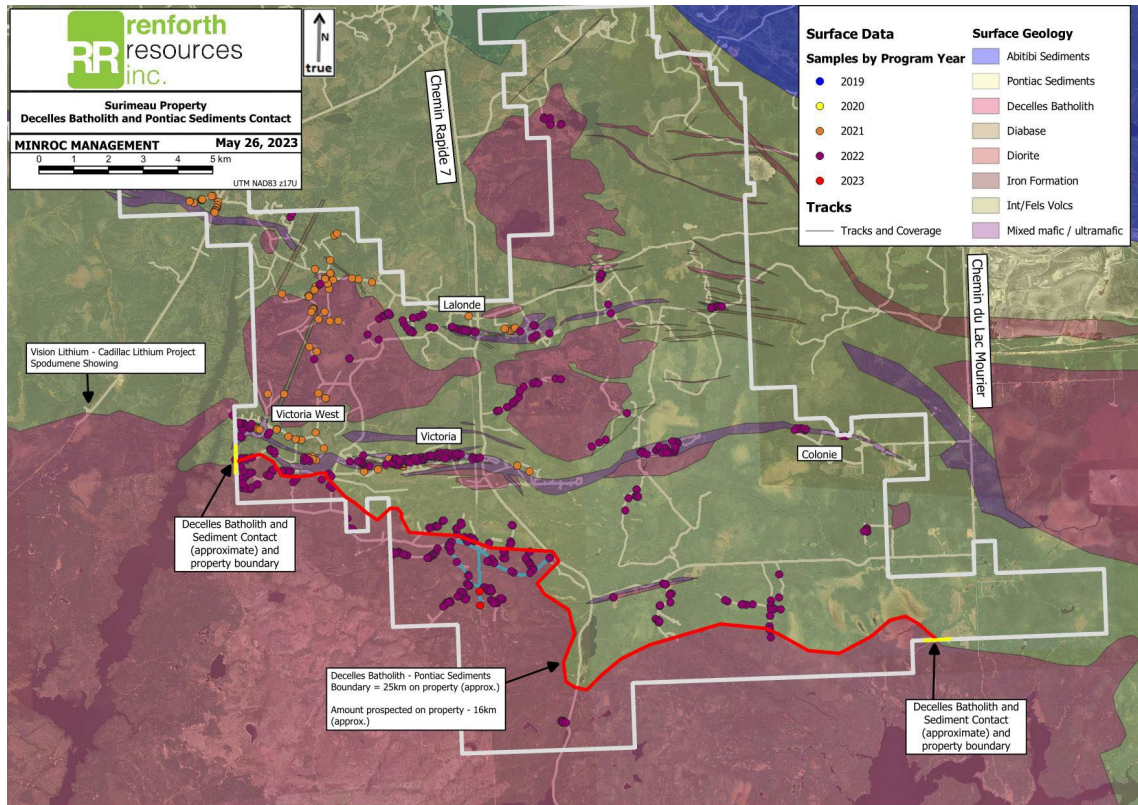 renforth
resources
inc.
RR
Surimeau Property
Decelles Batholith and Pontiac Sediments Contact
MINROC MANAGEMENT May 26, 2023
0 1 2 3 4 5 km
UTM NAD83 z17U
N
true
Chemin Rapide 7
Surface Data
Samples by Program Year
2019
2020
2021
2022
2023
Tracks
Tracks and Coverage
Surface Geology
Abitibi Sediments
Pontiac Sediments
Decelles Batholith
Diabase
Diorite
Iron Formation
Int/Fels Volcs
Mixed mafic / ultramafic
Chemin du Lac Mourier
Lalonde
Vision Lithium - Cadillac Lithium Project
Spodumene Showing
Victoria West
Victoria
Colonie
Decelles Batholith and
Sediment Contact
(approximate) and
property boundary
Decelles Batholith - Pontiac Sediments
Boundary = 25km on property (approx.)
Amount prospected on property - 16km
(approx.)
Decelles Batholith and
Sediment Contact
(approximate) and
property boundary